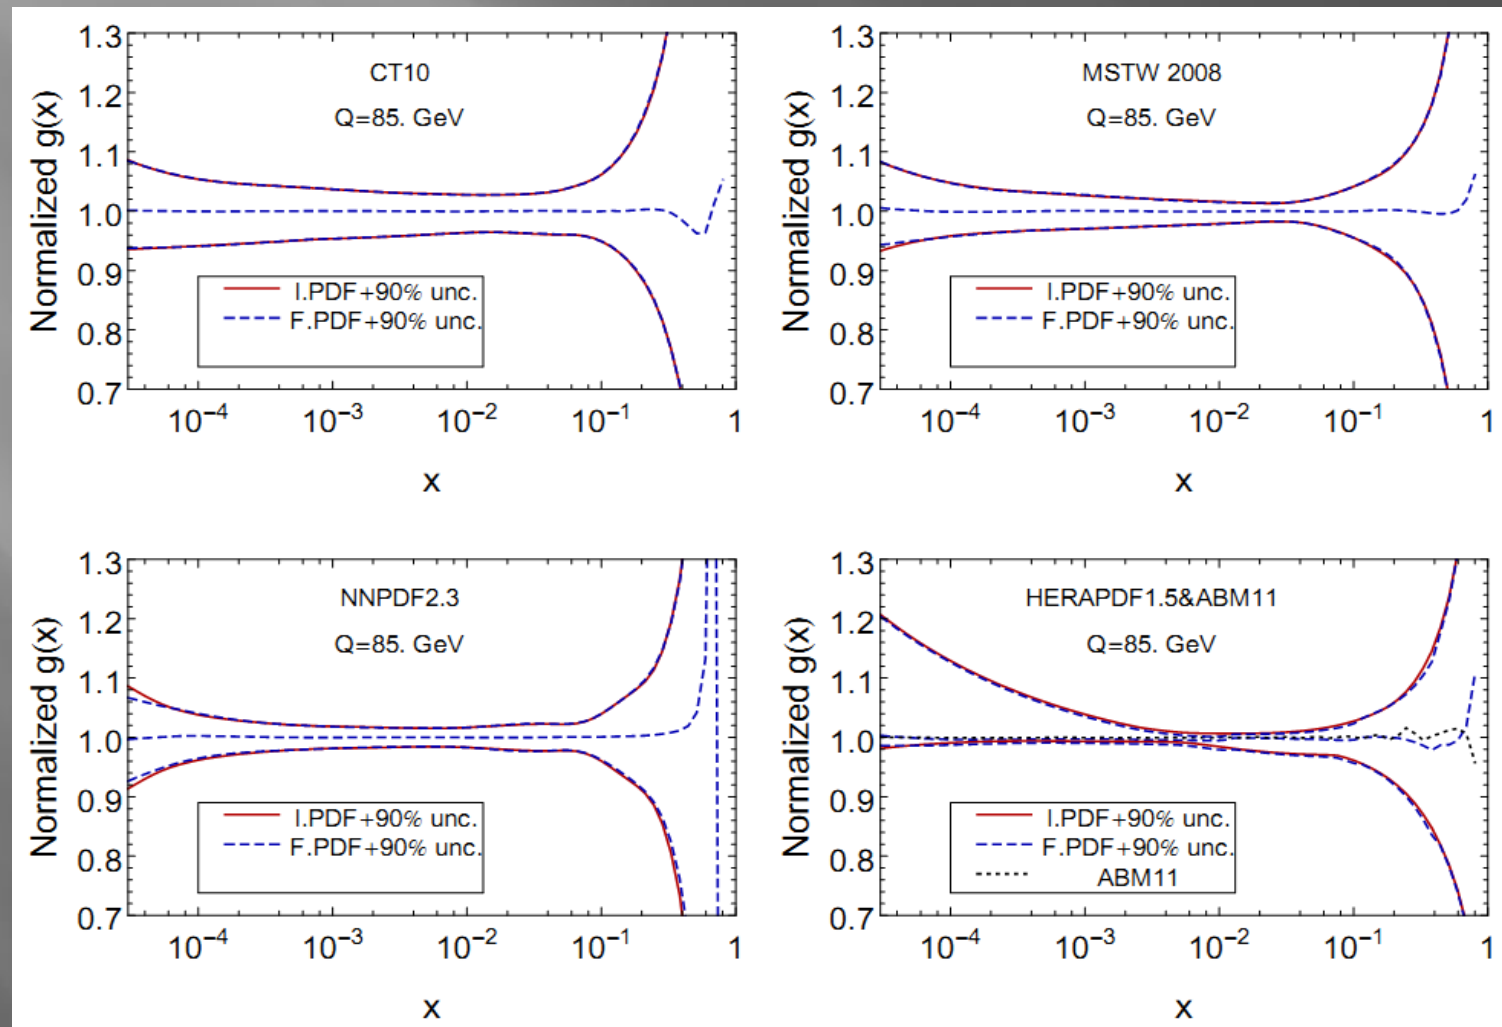 1.3
1.2
1.1
1.0
0.9
0.8
0.7
Normalized g(x)
CT10
Q=85. GeV
I.PDF+90% unc.
F.PDF+90% unc.
10−4 10−3 10−2 10−1 1
x
1.3
1.2
1.1
1.0
0.9
0.8
0.7
Normalized g(x)
MSTW 2008
Q=85. GeV
I.PDF+90% unc.
F.PDF+90% unc.
10−4 10−3 10−2 10−1 1
x
1.3
1.2
1.1
1.0
0.9
0.8
0.7
Normalized g(x)
NNPDF2.3
Q=85. GeV
I.PDF+90% unc.
F.PDF+90% unc.
10−4 10−3 10−2 10−1 1
x
1.3
1.2
1.1
1.0
0.9
0.8
0.7
Normalized g(x)
HERAPDF1.5&ABM11
Q=85. GeV
I.PDF+90% unc.
F.PDF+90% unc.
ABM11
10−4 10−3 10−2 10−1 1
x